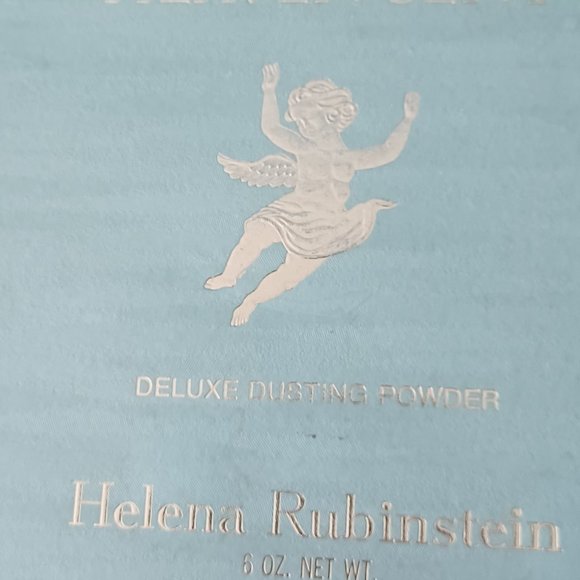 DELUXE DUSTING POWDER
Helena Rubinstein
6 OZ. NET WT.